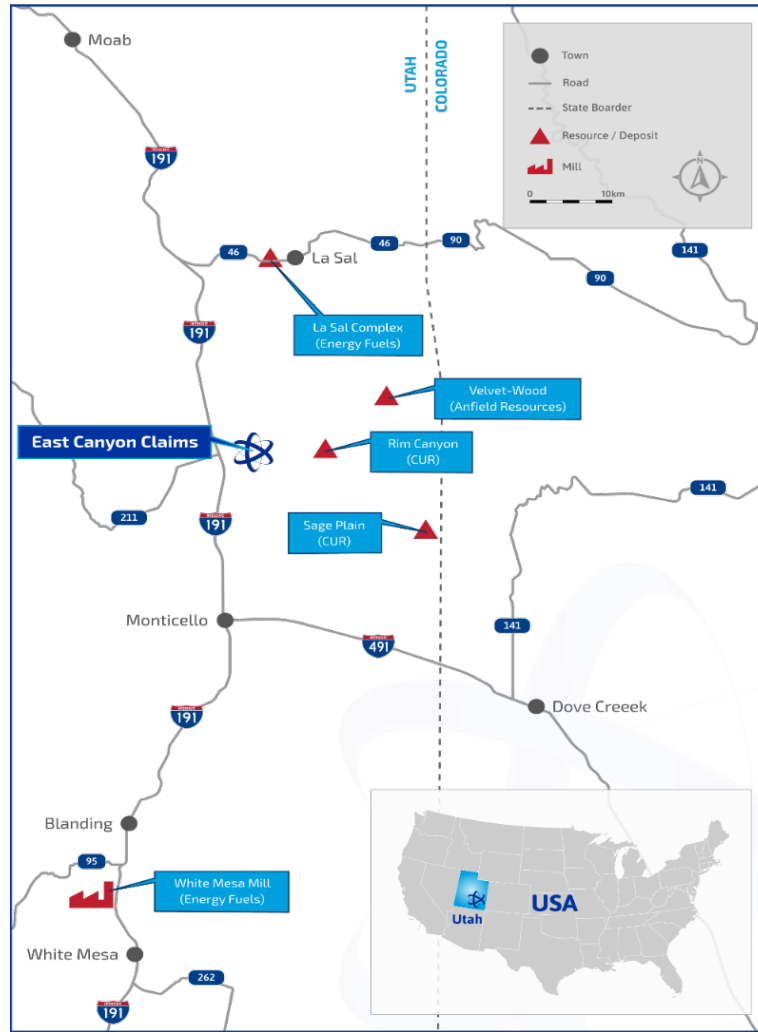 Moab
UTAH
COLORADO
Town
Road
State Boarder
Resource / Deposit
Mill
N
0 10km
191
46
La Sal
46
90
141
90
La Sal Complex
(Energy Fuels)
191
Velvet-Wood
(Anfield Resources)
East Canyon Claims
Rim Canyon
(CUR)
141
211
191
Sage Plain
(CUR)
Monticello
491
141
191
Dove Creeek
Blanding
95
White Mesa Mill
(Energy Fuels)
USA
Utah
White Mesa
262
191